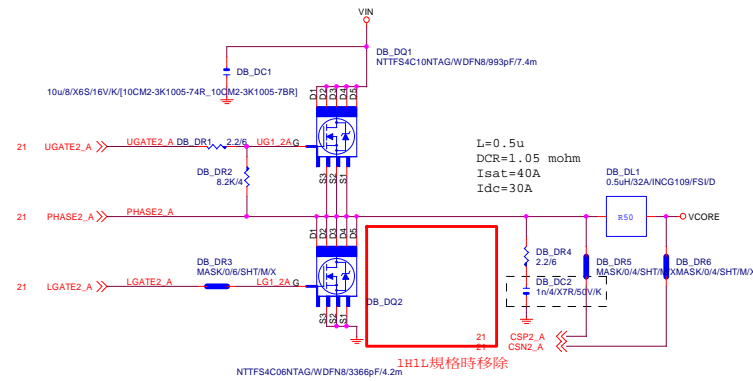 VIN
DB_DQ1
NTTFS4C10NTAG/WDFN8/993pF/7.4m
DB_DC1
10u/8/X6S/16V/K/[10CM2-3K1005-74R_10CM2-3K1005-7BR]
D1 D2 D3 D4 D5
21 UGATE2_A UGATE2_A DB_DR1 2.2/6 UG1_2A G
S3 S2 S1
DB_DR2
8.2K/4
L=0.5u
DCR=1.05 mohm
Isat=40A
Idc=30A
DB_DL1
0.5uH/32A/INCG109/FSI/D
R50
VCORE
21 PHASE2_A PHASE2_A
D1 D2 D3 D4 D5
DB_DR3
MASK/0/6/SHT/M/X
21 LGATE2_A LGATE2_A LG1_2A G
DB_DQ2
S3 S2 S1
NTTFS4C06NTAG/WDFN8/3366pF/4.2m
DB_DR4
2.2/6
DB_DC2
1n/4/X7R/50V/K
DB_DR5
MASK/0/4/SHT/M/X
DB_DR6
MASK/0/4/SHT/M/X
21 CSP2_A
21 CSN2_A
1H1L規格時移除